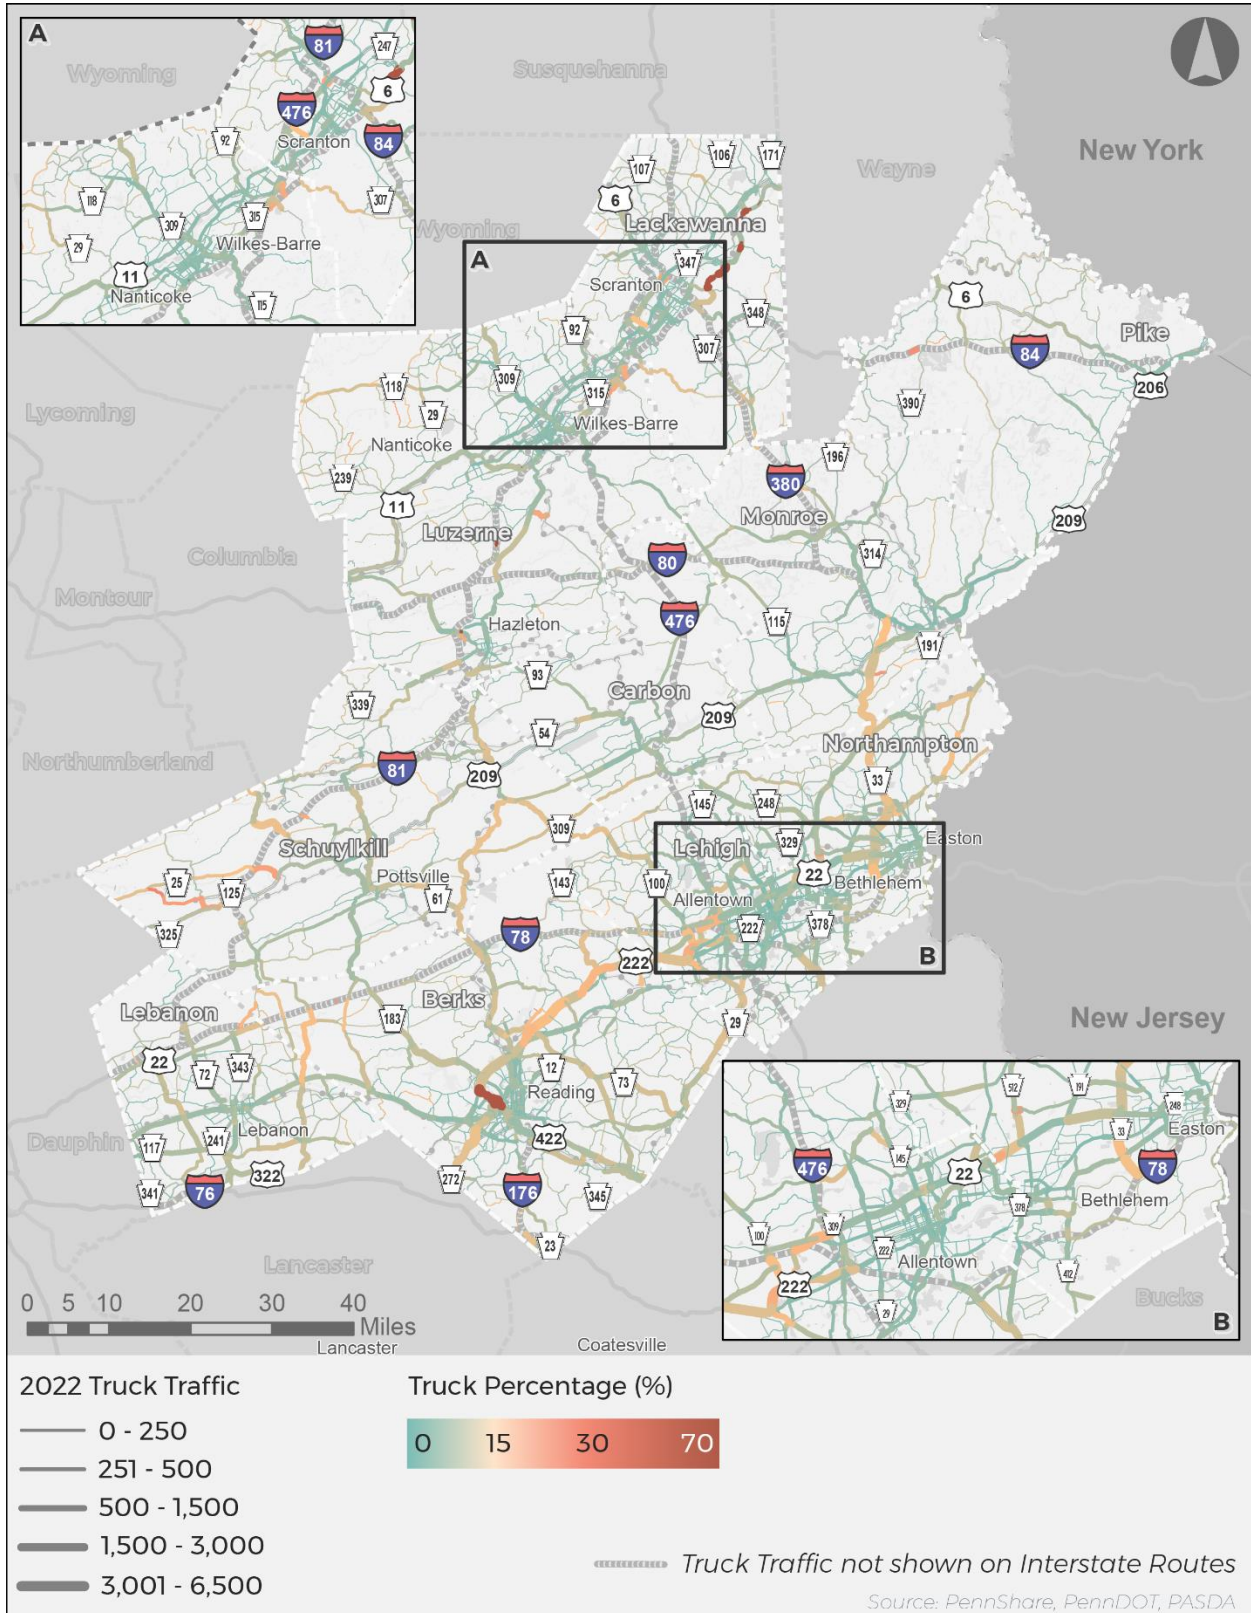 A
81
247
Wyoming
6
476
84
Scranton
92
118
307
315
309
29
Wilkes-Barre
11
Nanticoke
115
Susquehanna
New York
Wayne
106
171
107
6
Lackawanna
Wyoming
A
347
Scranton
6
348
92
Pike
307
84
309
206
118
315
390
Lycoming
29
Wilkes-Barre
Nanticoke
196
239
380
11
Monroe
209
Luzerne
314
Columbia
80
Montour
476
Hazleton
115
191
93
Carbon
339
209
54
Northampton
Northumberland
81
209
33
145
248
309
Easton
Schuylkill
Lehigh
329
22
Pottsville
143
100
Bethlehem
25
Allentown
125
61
222
378
325
78
222
B
Berks
Lebanon
183
29
New Jersey
22
343
72
12
73
Reading
Dauphin
117
241
Lebanon
422
322
272
341
76
176
345
23
Lancaster
512
191
329
248
Easton
33
145
476
22
78
378
Bethlehem
100
309
222
Allentown
412
222
29
Bucks
B
0 5 10 20 30 40
Miles
Lancaster
Coatesville
2022 Truck Traffic
0 - 250
251 - 500
500 - 1,500
1,500 - 3,000
3,001 - 6,500
Truck Percentage (%)
0 15 30 70
Truck Traffic not shown on Interstate Routes
Source: PennShare, PennDOT, PASDA